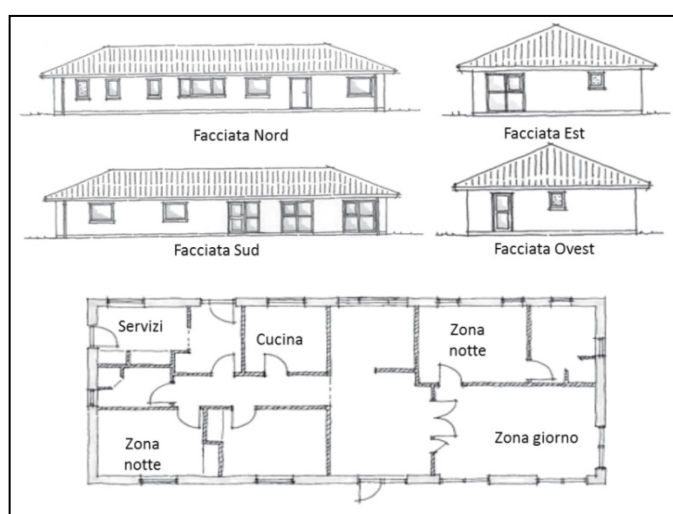 Facciata Nord
Facciata Est
Facciata Sud
Facciata Ovest
Servizi
Cucina
Zona
notte
Zona
notte
Zona giorno